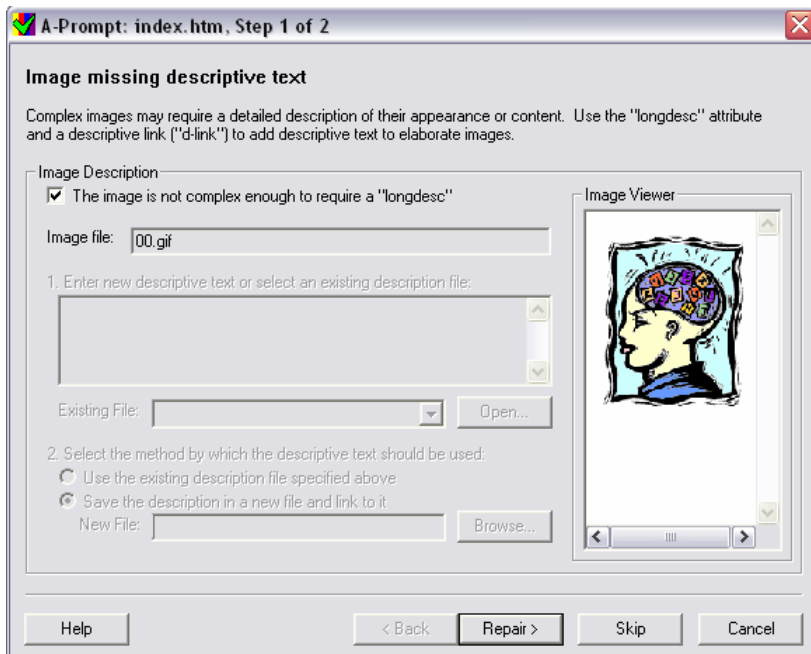 A-Prompt: index.htm, Step 1 of 2
Image missing descriptive text
Complex images may require a detailed description of their appearance or content. Use the "longdesc" attribute
and a descriptive link ("d-link") to add descriptive text to elaborate images.
Image Description
The image is not complex enough to require a "longdesc"
Image Viewer
Image file: 00.gif
1. Enter new descriptive text or select an existing description file:
Existing File:
Open...
2. Select the method by which the descriptive text should be used:
Use the existing description file specified above
Save the description in a new file and link to it
New File:
Browse...
Help
< Back
Repair >
Skip
Cancel